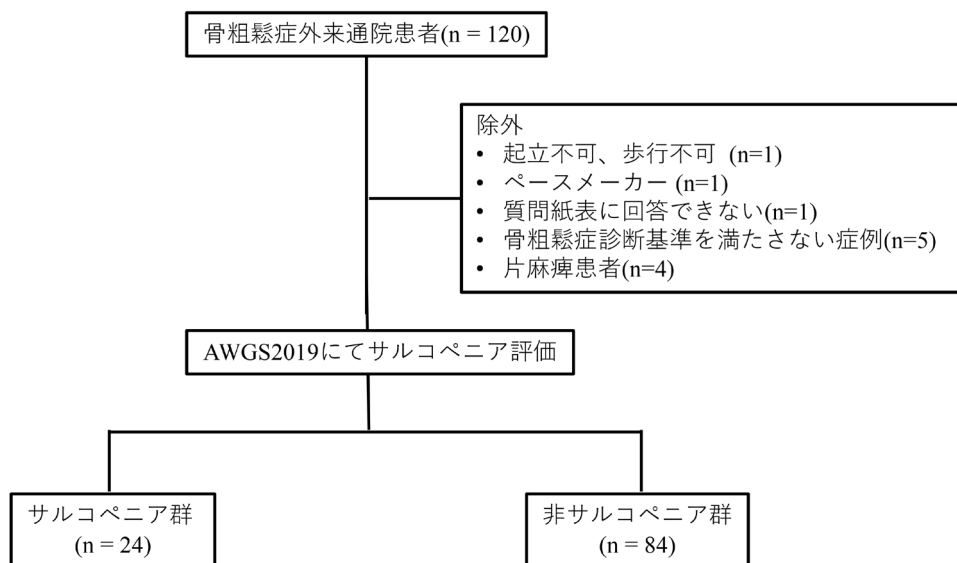 骨粗鬆症外来通院患者(n = 120)
除外
• 起立不可、歩行不可 (n=1)
• ペースメーカー (n=1)
• 質問紙表に回答できない(n=1)
• 骨粗鬆症診断基準を満たさない症例(n=5)
• 片麻痺患者(n=4)
AWGS2019にてサルコペニア評価
サルコペニア群
(n = 24)
非サルコペニア群
(n = 84)